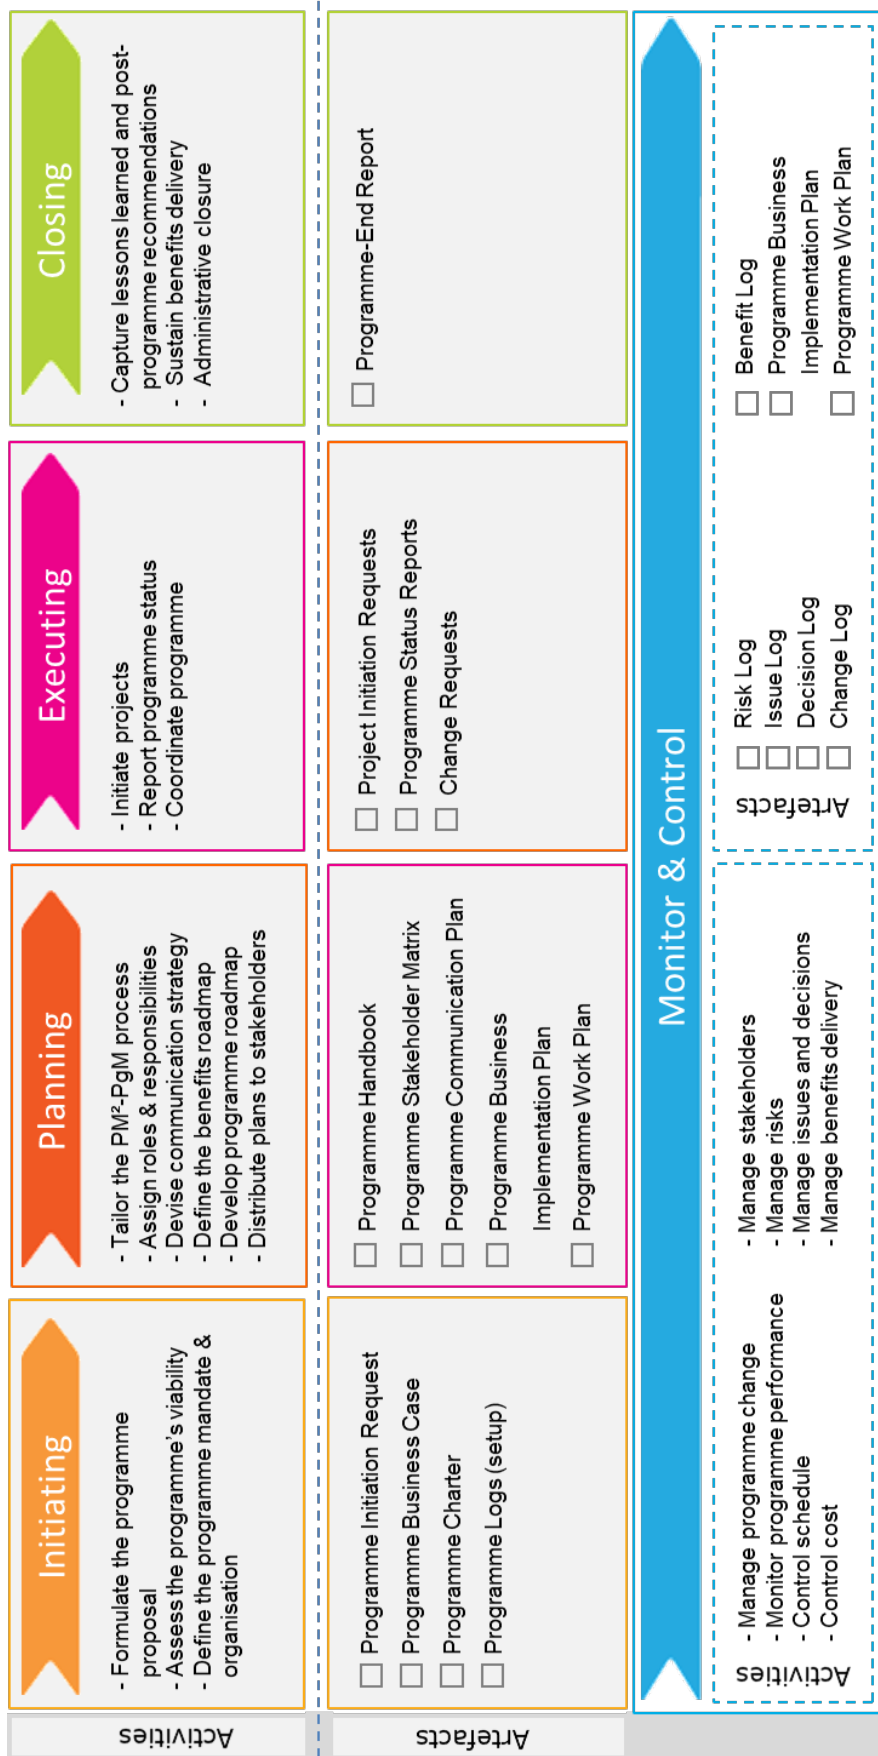 Initiating
Planning
Executing
Closing
Activities
- Formulate the programme
proposal
- Assess the programme's viability
- Define the programme mandate &
organisation
- Tailor the PM²-PgM process
- Assign roles & responsibilities
- Devise communication strategy
- Define the benefits roadmap
- Develop programme roadmap
- Distribute plans to stakeholders
- Initiate projects
- Report programme status
- Coordinate programme
- Capture lessons learned and post-
programme recommendations
- Sustain benefits delivery
- Administrative closure
Artefacts
Programme Initiation Request
Programme Business Case
Programme Charter
Programme Logs (setup)
Programme Handbook
Programme Stakeholder Matrix
Programme Communication Plan
Programme Business
Implementation Plan
Programme Work Plan
Project Initiation Requests
Programme Status Reports
Change Requests
Programme-End Report
Monitor & Control
Activities
- Manage programme change
- Monitor programme performance
- Control schedule
- Control cost
- Manage stakeholders
- Manage risks
- Manage issues and decisions
- Manage benefits delivery
Artefacts
Risk Log
Issue Log
Decision Log
Change Log
Benefit Log
Programme Business
Implementation Plan
Programme Work Plan